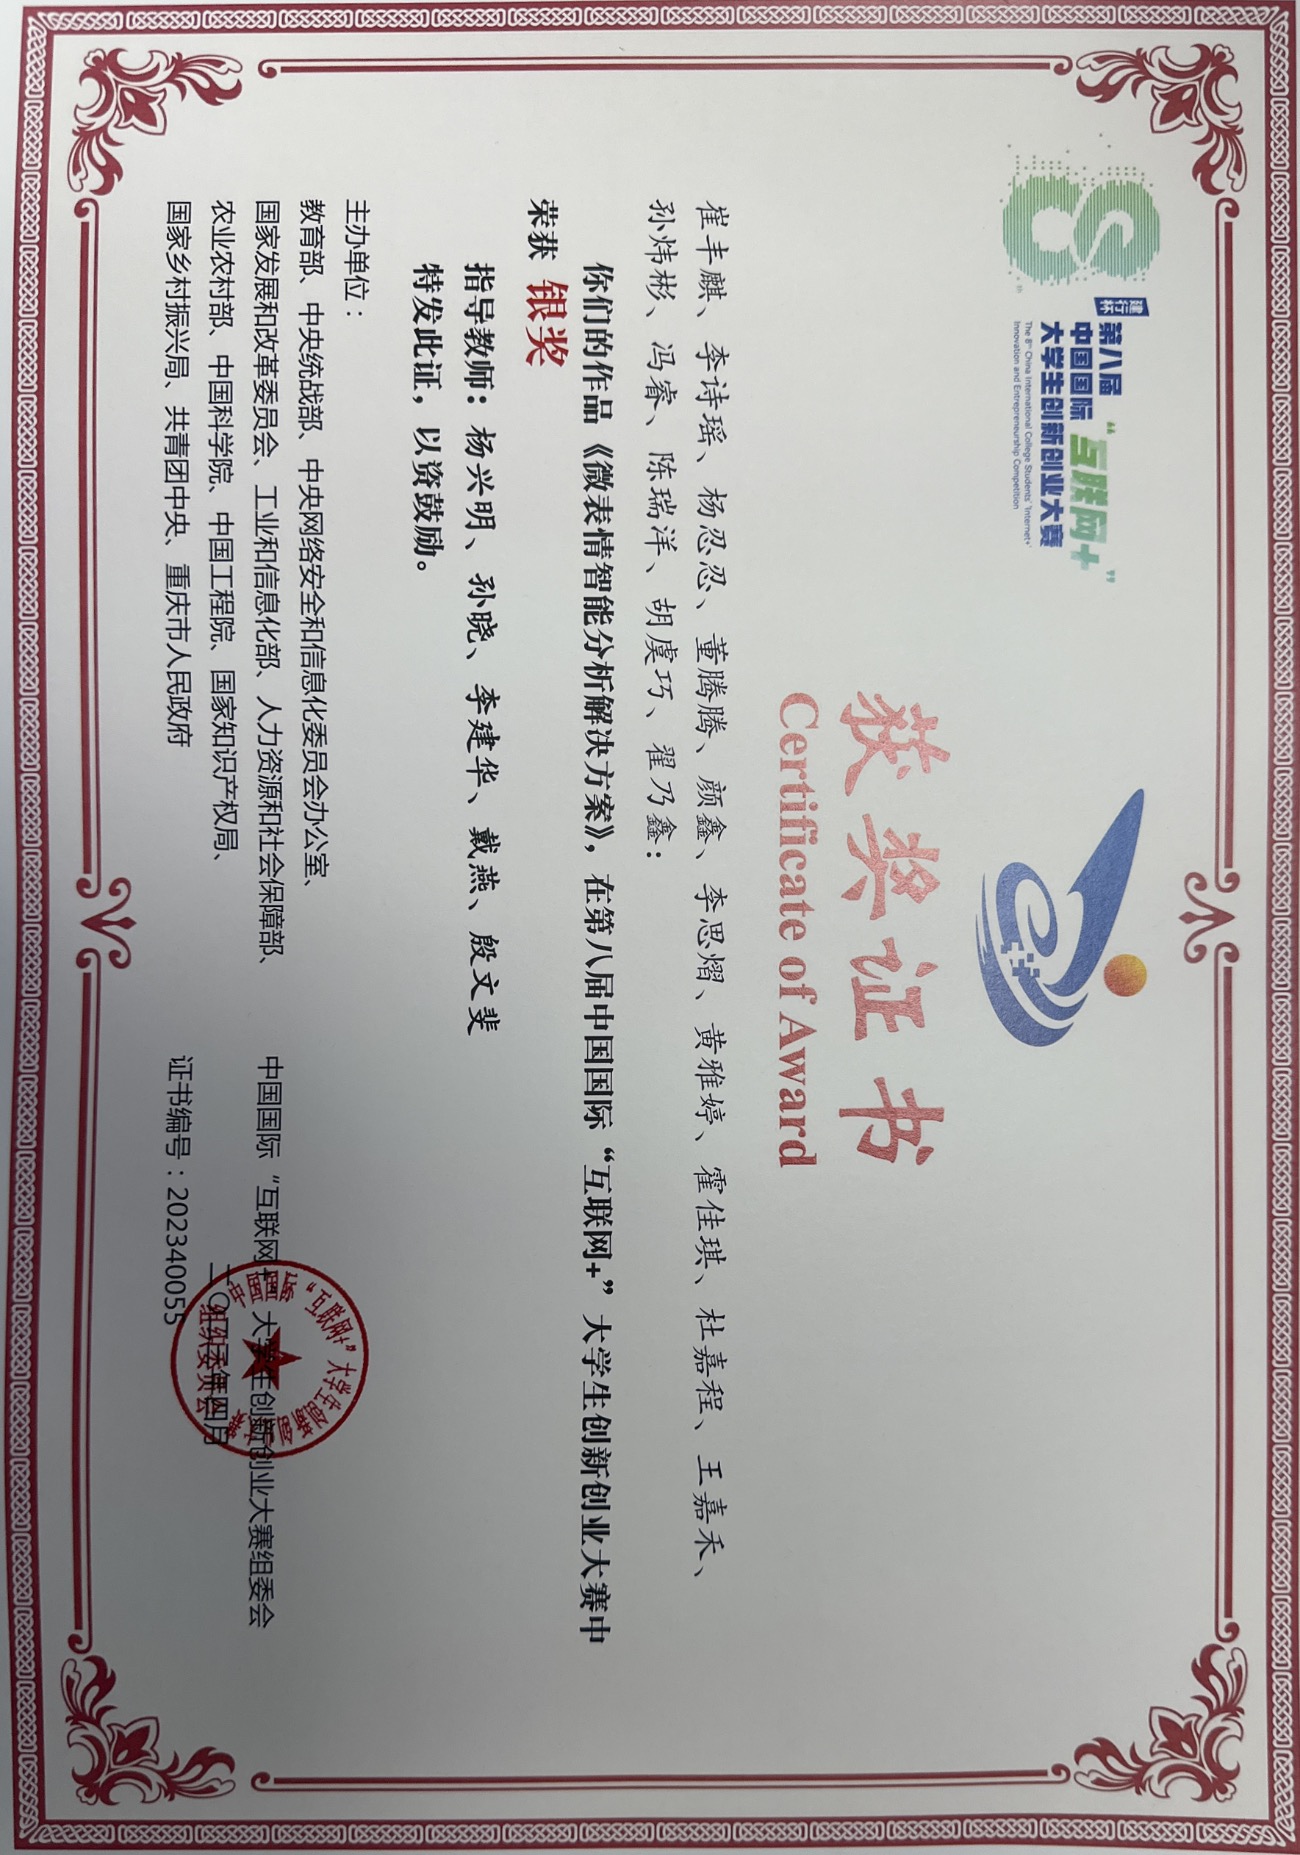 建行杯
第八届
中国国际“互联网+”
大学生创新创业大赛
The 8th China International College Students' 'Internet+'
Innovation and Entrepreneurship Competition
获奖证书
Certificate of Award
崔丰麒、李诗瑶、杨忍忍、董腾腾、颜鑫、李思熠、黄雅婷、霍佳琪、杜嘉程、王嘉禾、
孙炜彬、冯睿、陈瑞洋、胡虞巧、翟乃鑫：
你们的作品《微表情智能分析解决方案》，在第八届中国国际“互联网+”大学生创新创业大赛中
荣获 银奖
指导教师：杨兴明、孙晓、李建华、戴燕、殷文斐
特发此证，以资鼓励。
主办单位：
教育部、中央统战部、中央网络安全和信息化委员会办公室、
国家发展和改革委员会、工业和信息化部、人力资源和社会保障部、
农业农村部、中国科学院、中国工程院、国家知识产权局、
国家乡村振兴局、共青团中央、重庆市人民政府
中国国际“互联网+”大学生创新创业大赛组委会
二〇二三年四月
证书编号：202340055
中国国际“互联网+”大学生创新创业大赛
组织委员会